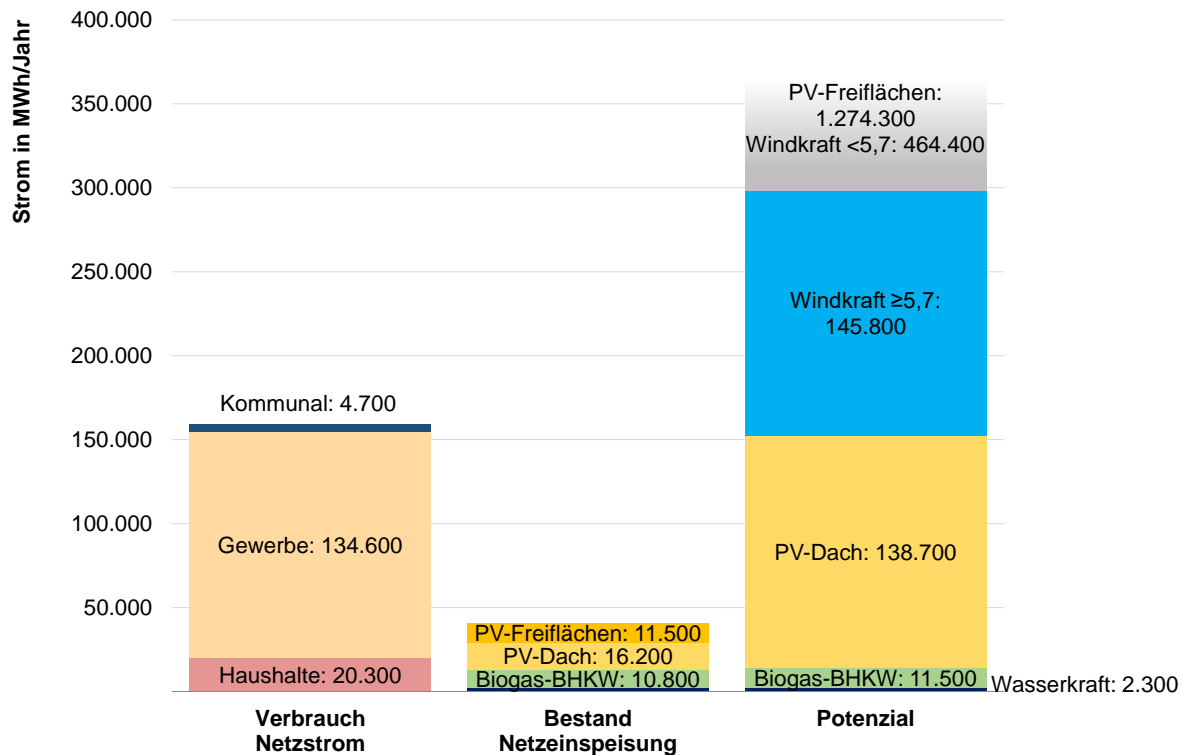 Strom in MWh/Jahr
400.000
350.000
300.000
250.000
200.000
150.000
100.000
50.000
Kommunal: 4.700
Gewerbe: 134.600
Haushalte: 20.300
PV-Freiflächen: 11.500
PV-Dach: 16.200
Biogas-BHKW: 10.800
PV-Freiflächen:
1.274.300
Windkraft <5,7: 464.400
Windkraft ≥5,7:
145.800
PV-Dach: 138.700
Biogas-BHKW: 11.500
Wasserkraft: 2.300
Verbrauch
Netzstrom
Bestand
Netzeinspeisung
Potenzial